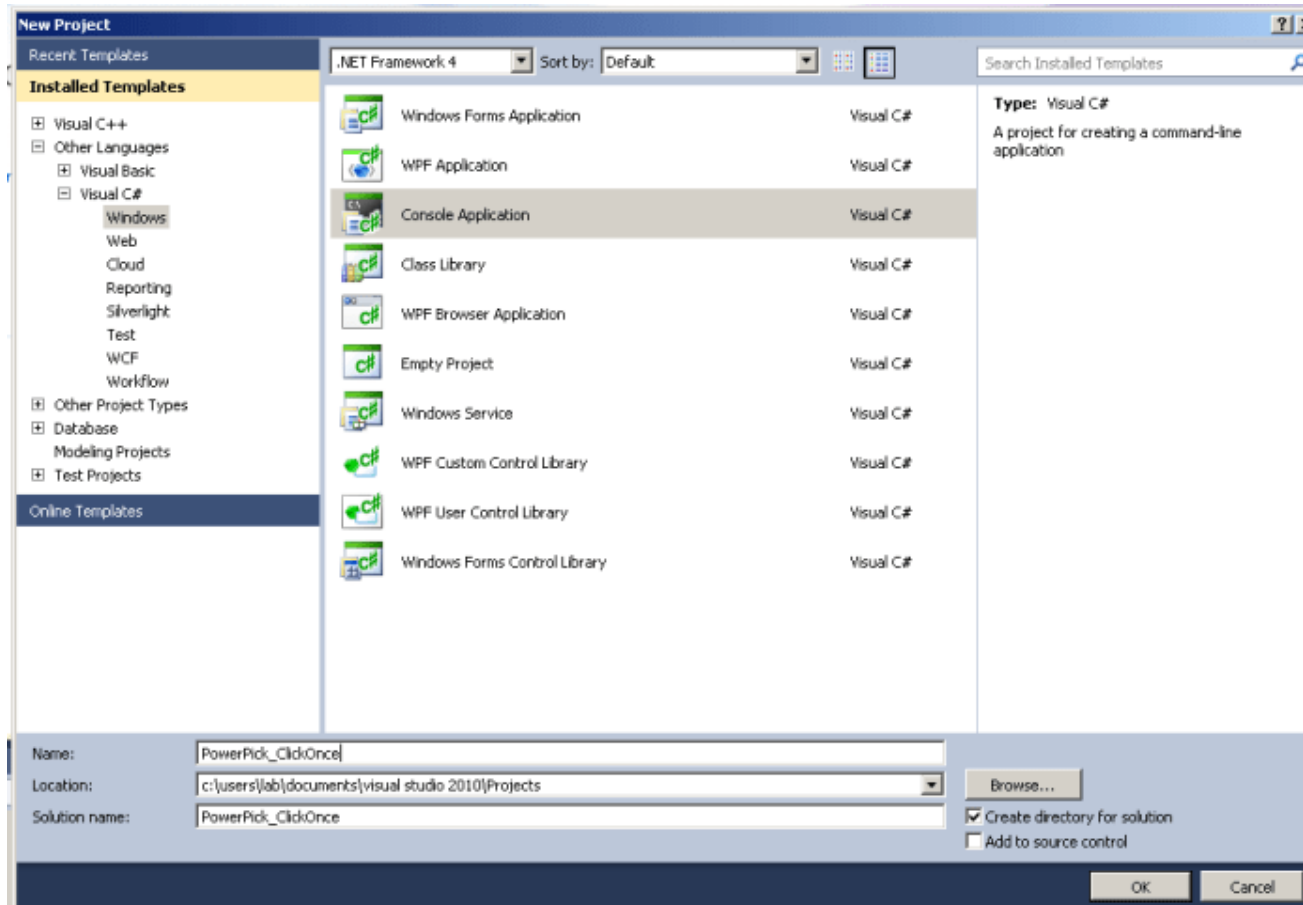 New Project
Recent Templates
Installed Templates
Visual C++
Other Languages
Visual Basic
Visual C#
Windows
Web
Cloud
Reporting
Silverlight
Test
WCF
Workflow
Other Project Types
Database
Modeling Projects
Test Projects
Online Templates
.NET Framework 4 Sort by: Default
Windows Forms Application Visual C#
WPF Application Visual C#
Console Application Visual C#
Class Library Visual C#
WPF Browser Application Visual C#
Empty Project Visual C#
Windows Service Visual C#
WPF Custom Control Library Visual C#
WPF User Control Library Visual C#
Windows Forms Control Library Visual C#
Search Installed Templates
Type: Visual C#
A project for creating a command-line
application
Name: PowerPick_ClickOnce
Location: c:\users\lab\documents\visual studio 2010\Projects
Solution name: PowerPick_ClickOnce
Browse...
Create directory for solution
Add to source control
OK Cancel